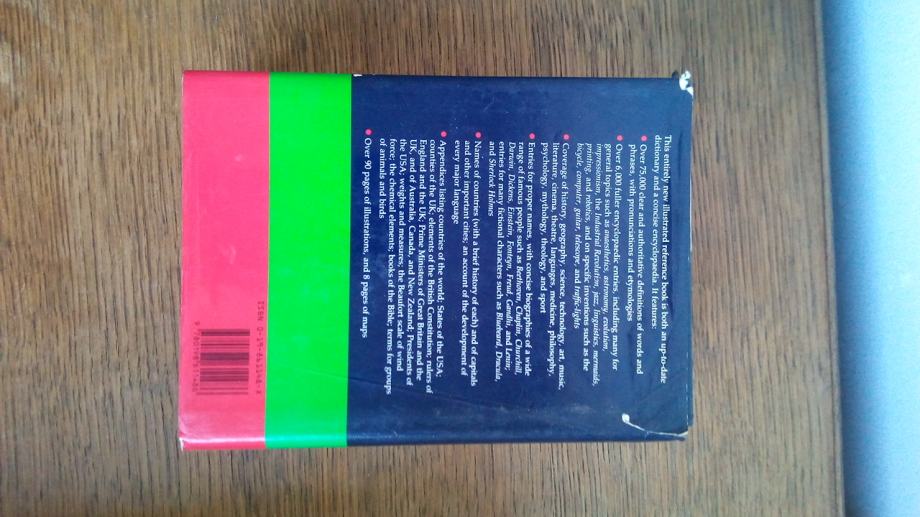 This entirely new illustrated reference book is both an up-to-date
dictionary and a concise encyclopaedia. It features:
• Over 75,000 clear and authoritative definitions of words and
phrases, with pronunciations and etymologies
• Over 6,000 fuller encyclopaedic entries, including many for
general topics such as anaesthetics, astronomy, evolution,
impressionism, the Industrial Revolution, jazz, linguistics, mermaids,
printing, and robotics, and on specific inventions such as the
bicycle, computer, guitar, telescope, and traffic-lights
• Coverage of history, geography, science, technology, art, music,
literature, cinema, theatre, languages, medicine, philosophy,
psychology, mythology, theology, and sport
• Entries for proper names, with concise biographies of a wide
range of famous people such as Beethoven, Chaplin, Churchill,
Darwin, Dickens, Einstein, Fonteyn, Freud, Gandhi, and Lenin;
entries for many fictional characters such as Bluebeard, Dracula,
and Sherlock Holmes
• Names of countries (with a brief history of each) and of capitals
and other important cities; an account of the development of
every major language
• Appendices listing countries of the world; States of the USA;
counties of the UK; elements of the British Constitution; rulers of
England and the UK; Prime Ministers of Great Britain and the
UK, and of Australia, Canada, and New Zealand; Presidents of
the USA; weights and measures; the Beaufort scale of wind
force; the chemical elements; books of the Bible; terms for groups
of animals and birds
• Over 90 pages of illustrations, and 8 pages of maps